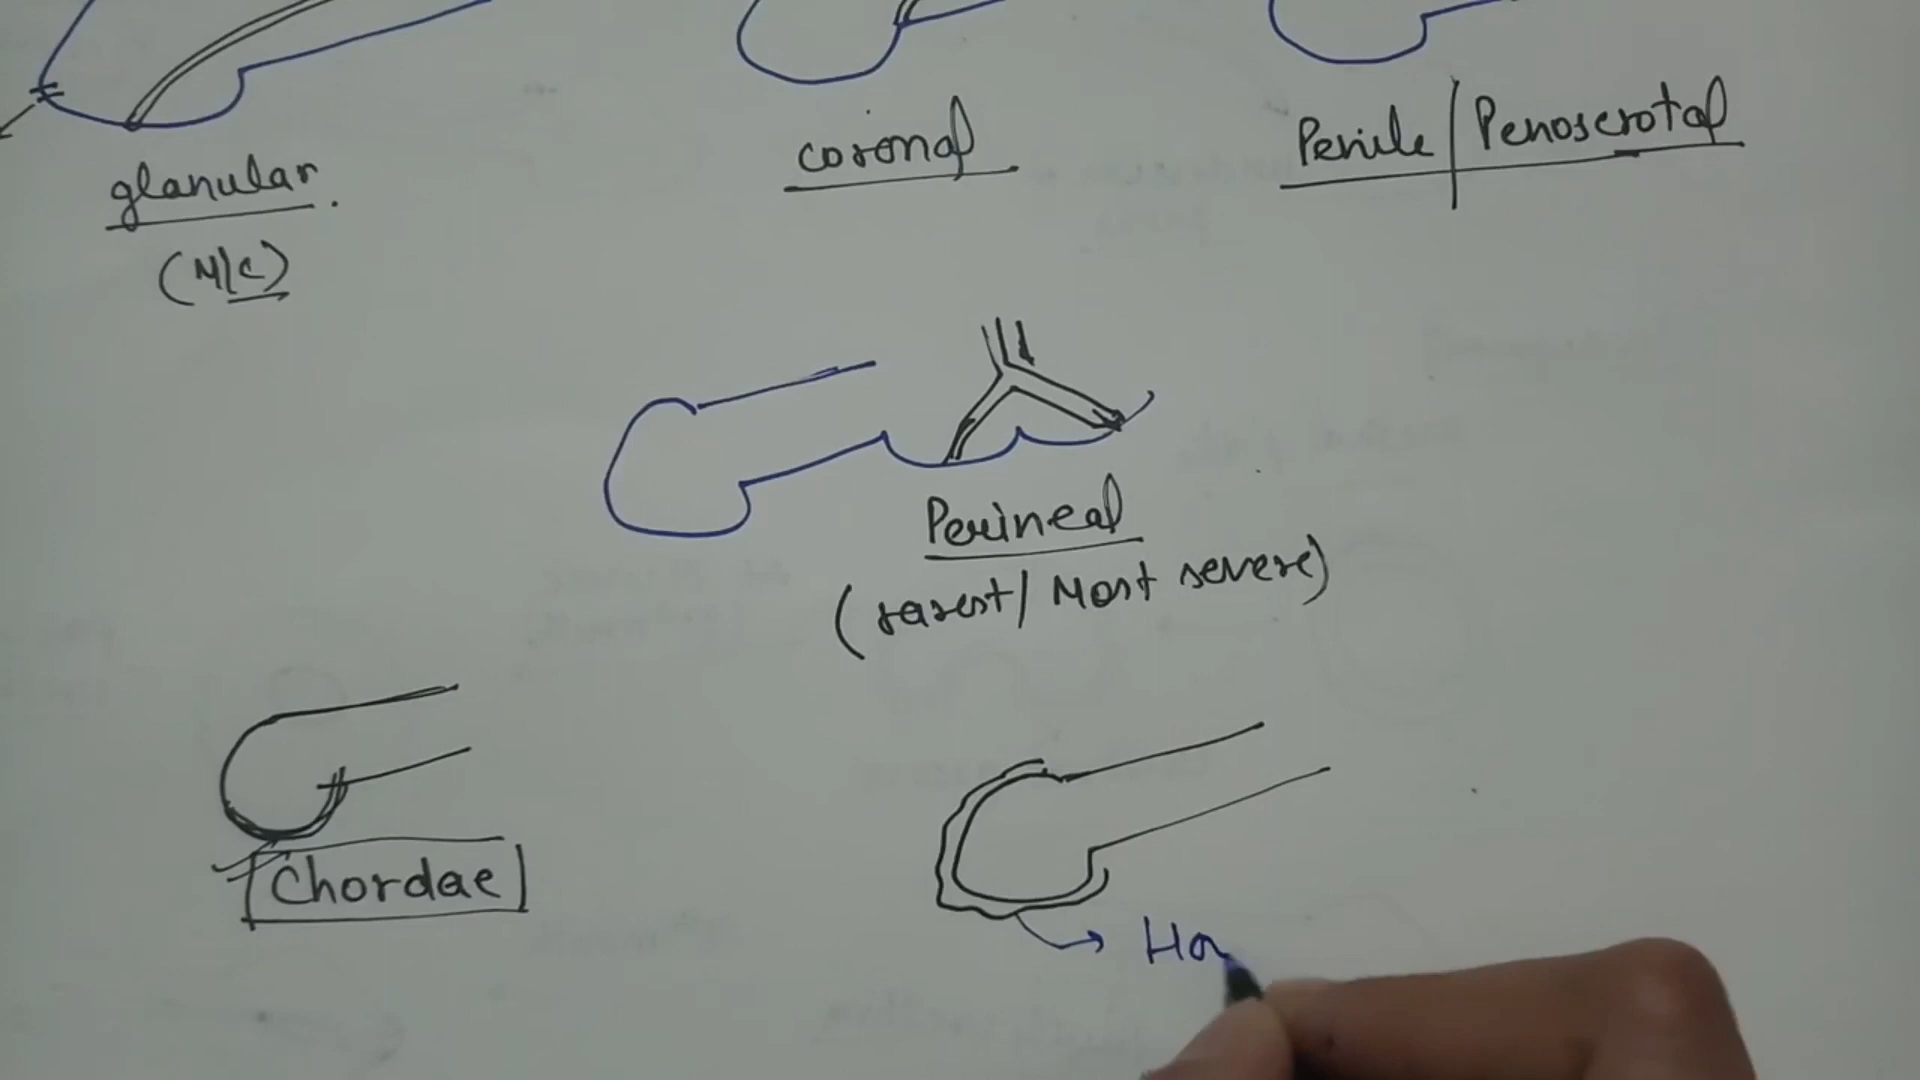 glanular.
(M/C)
coronal
Penile | Penoscrotal
Perineal
(rarest / Most severe)
Chordae
Ho